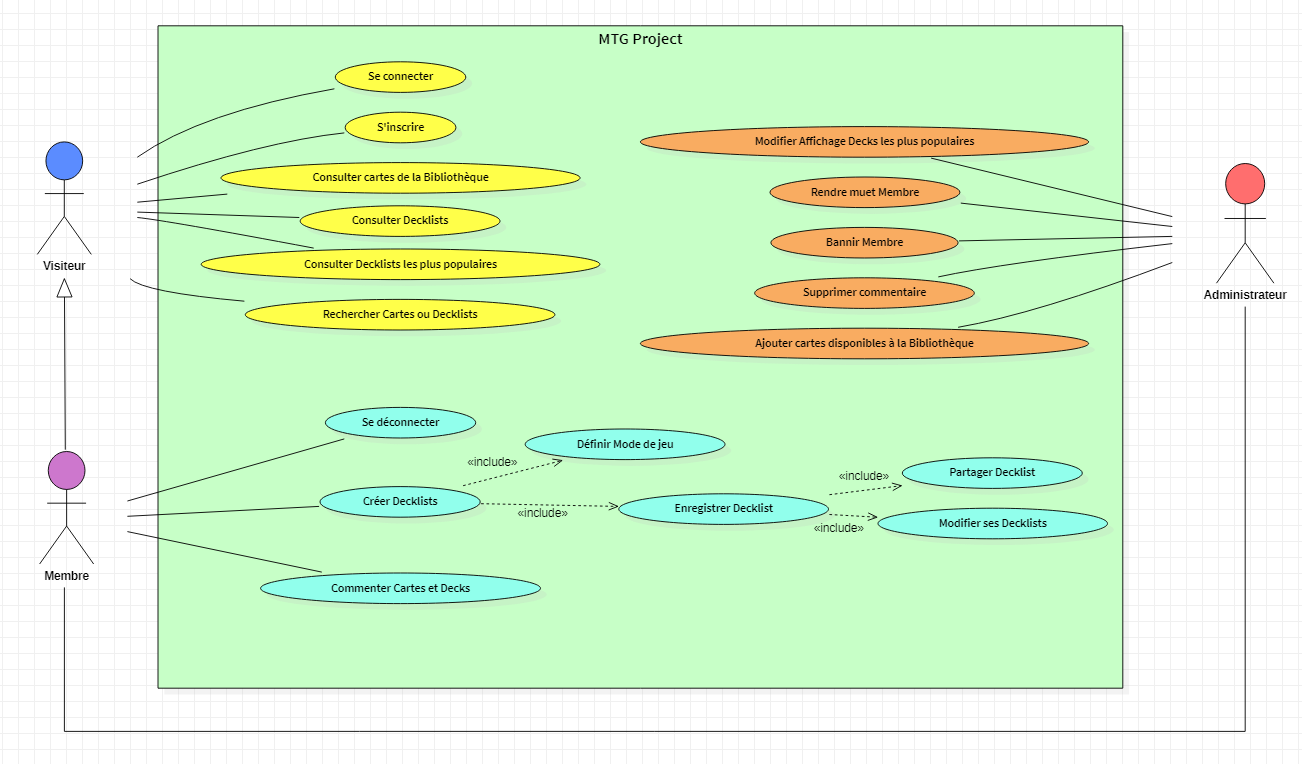 MTG Project
Se connecter
S'inscrire
Consulter cartes de la Bibliothèque
Consulter Decklists
Consulter Decklists les plus populaires
Rechercher Cartes ou Decklists
Visiteur
Modifier Affichage Decks les plus populaires
Rendre muet Membre
Bannir Membre
Supprimer commentaire
Ajouter cartes disponibles à la Bibliothèque
Administrateur
Se déconnecter
Définir Mode de jeu
«include»
Créer Decklists
«include»
Enregistrer Decklist
«include»
Partager Decklist
«include»
Modifier ses Decklists
Commenter Cartes et Decks
Membre